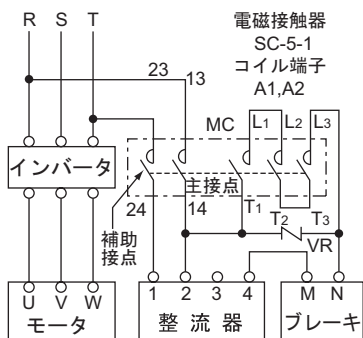 R S T
電磁接触器
SC-5-1
コイル端子
A1,A2
23
13
MC
L1 L2 L3
インバータ
主接点
24
14
T1
T2 T3
補助
接点
VR
U V W
1 2 3 4
M N
モータ
整流器
ブレーキ